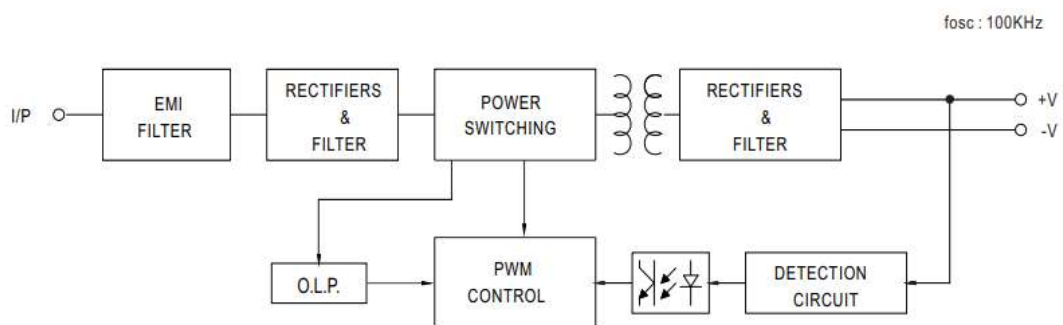 fosc : 100KHz
I/P
EMI
FILTER
RECTIFIERS
&
FILTER
POWER
SWITCHING
RECTIFIERS
&
FILTER
+V
-V
O.L.P.
PWM
CONTROL
DETECTION
CIRCUIT